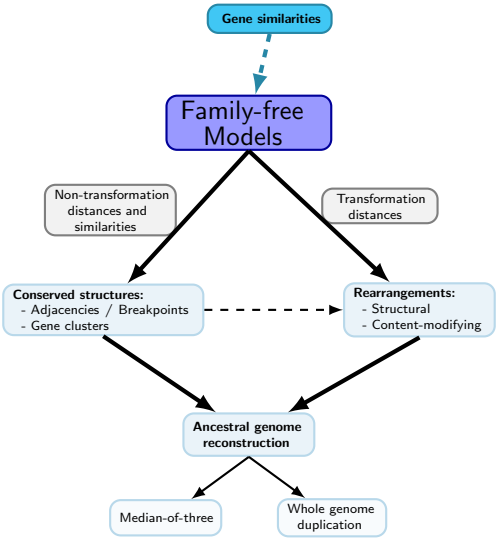 Gene similarities
Family-free
Models
Non-transformation
distances and
similarities
Transformation
distances
Conserved structures:
- Adjacencies / Breakpoints
- Gene clusters
Rearrangements:
- Structural
- Content-modifying
Ancestral genome
reconstruction
Median-of-three
Whole genome
duplication